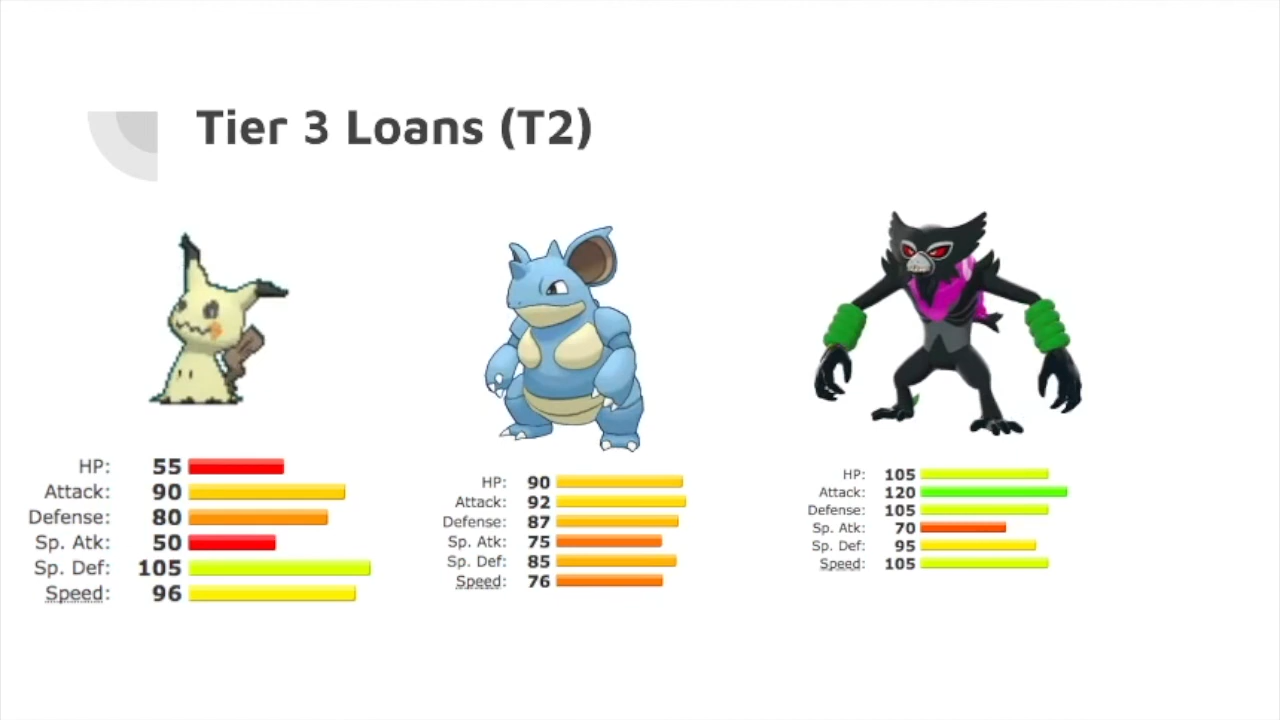 Tier 3 Loans (T2)
HP: 55
Attack: 90
Defense: 80
Sp. Atk: 50
Sp. Def: 105
Speed: 96
HP: 90
Attack: 92
Defense: 87
Sp. Atk: 75
Sp. Def: 85
Speed: 76
HP: 105
Attack: 120
Defense: 105
Sp. Atk: 70
Sp. Def: 95
Speed: 105